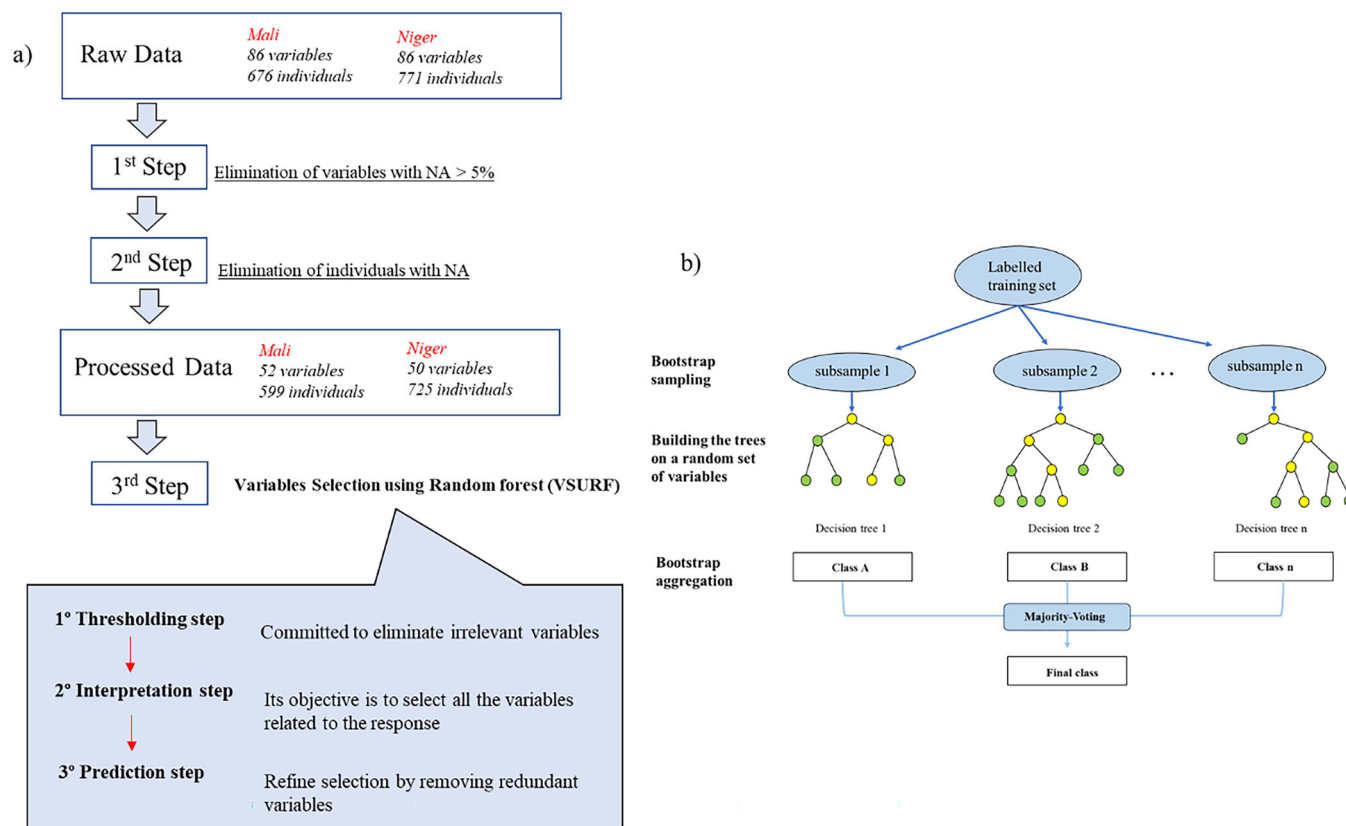 a)
Raw Data
Mali
86 variables
676 individuals
Niger
86 variables
771 individuals
1st Step
Elimination of variables with NA > 5%
2nd Step
Elimination of individuals with NA
Processed Data
Mali
52 variables
599 individuals
Niger
50 variables
725 individuals
3rd Step
Variables Selection using Random forest (VSURF)
1º Thresholding step
Committed to eliminate irrelevant variables
2º Interpretation step
Its objective is to select all the variables
related to the response
3º Prediction step
Refine selection by removing redundant
variables
b)
Labelled
training set
Bootstrap
sampling
subsample 1
subsample 2
...
subsample n
Building the trees
on a random set
of variables
Decision tree 1
Decision tree 2
Decision tree n
Bootstrap
aggregation
Class A
Class B
Class n
Majority-Voting
Final class